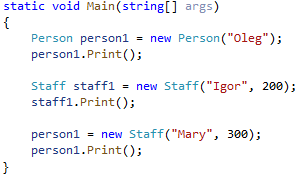 static void Main(string[] args)
{
    Person person1 = new Person("Oleg");
    person1.Print();

    Staff staff1 = new Staff("Igor", 200);
    staff1.Print();

    person1 = new Staff("Mary", 300);
    person1.Print();
}